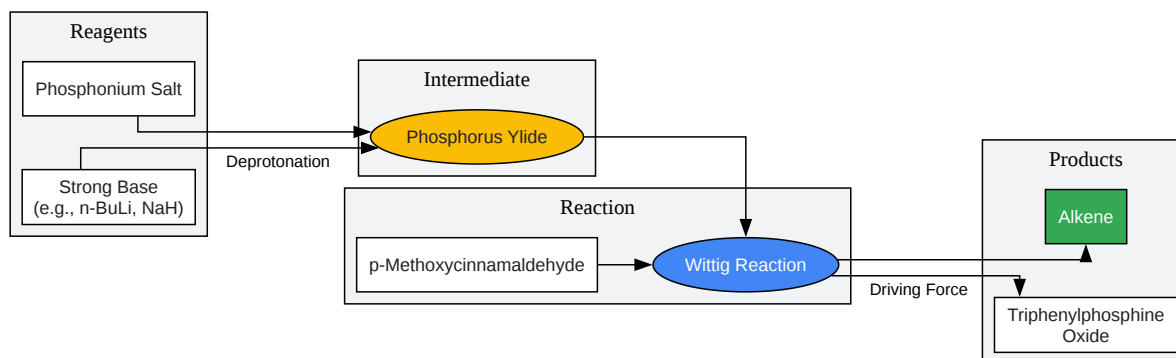 Reagents
Phosphonium Salt
Strong Base
(e.g., n-BuLi, NaH)
Deprotonation
Intermediate
Phosphorus Ylide
Reaction
p-Methoxycinnamaldehyde
Wittig Reaction
Driving Force
Products
Alkene
Triphenylphosphine
Oxide